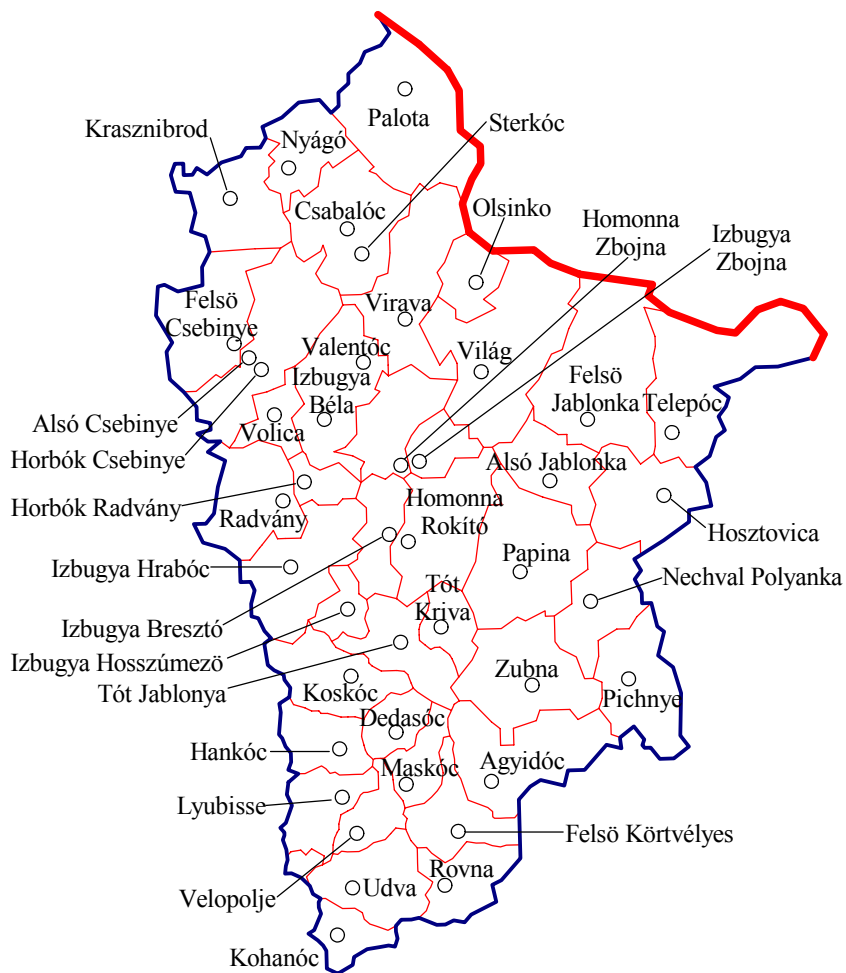 Palota
Krasznibrod
Sterkóc
Nyágó
Csabalóc
Olsinko
Homonna
Zbojna
Izbugya
Zbojna
Felsö
Csebinye
Virava
Valentóc
Világ
Izbugya
Béla
Felsö
Jablonka
Telepóc
Alsó Csebinye
Volica
Horbók Csebinye
Alsó Jablonka
Horbók Radvány
Radvány
Homonna
Rokító
Hosztovica
Papina
Izbugya Hrabóc
Nechval Polyanka
Tót
Kriva
Izbugya Bresztó
Izbugya Hosszúmezö
Tót Jablonya
Koskóc
Zubna
Pichnye
Dedasóc
Hankóc
Maskóc
Agyidóc
Lyubisse
Felsö Körtvélyes
Velopolje
Udva
Rovna
Kohanóc